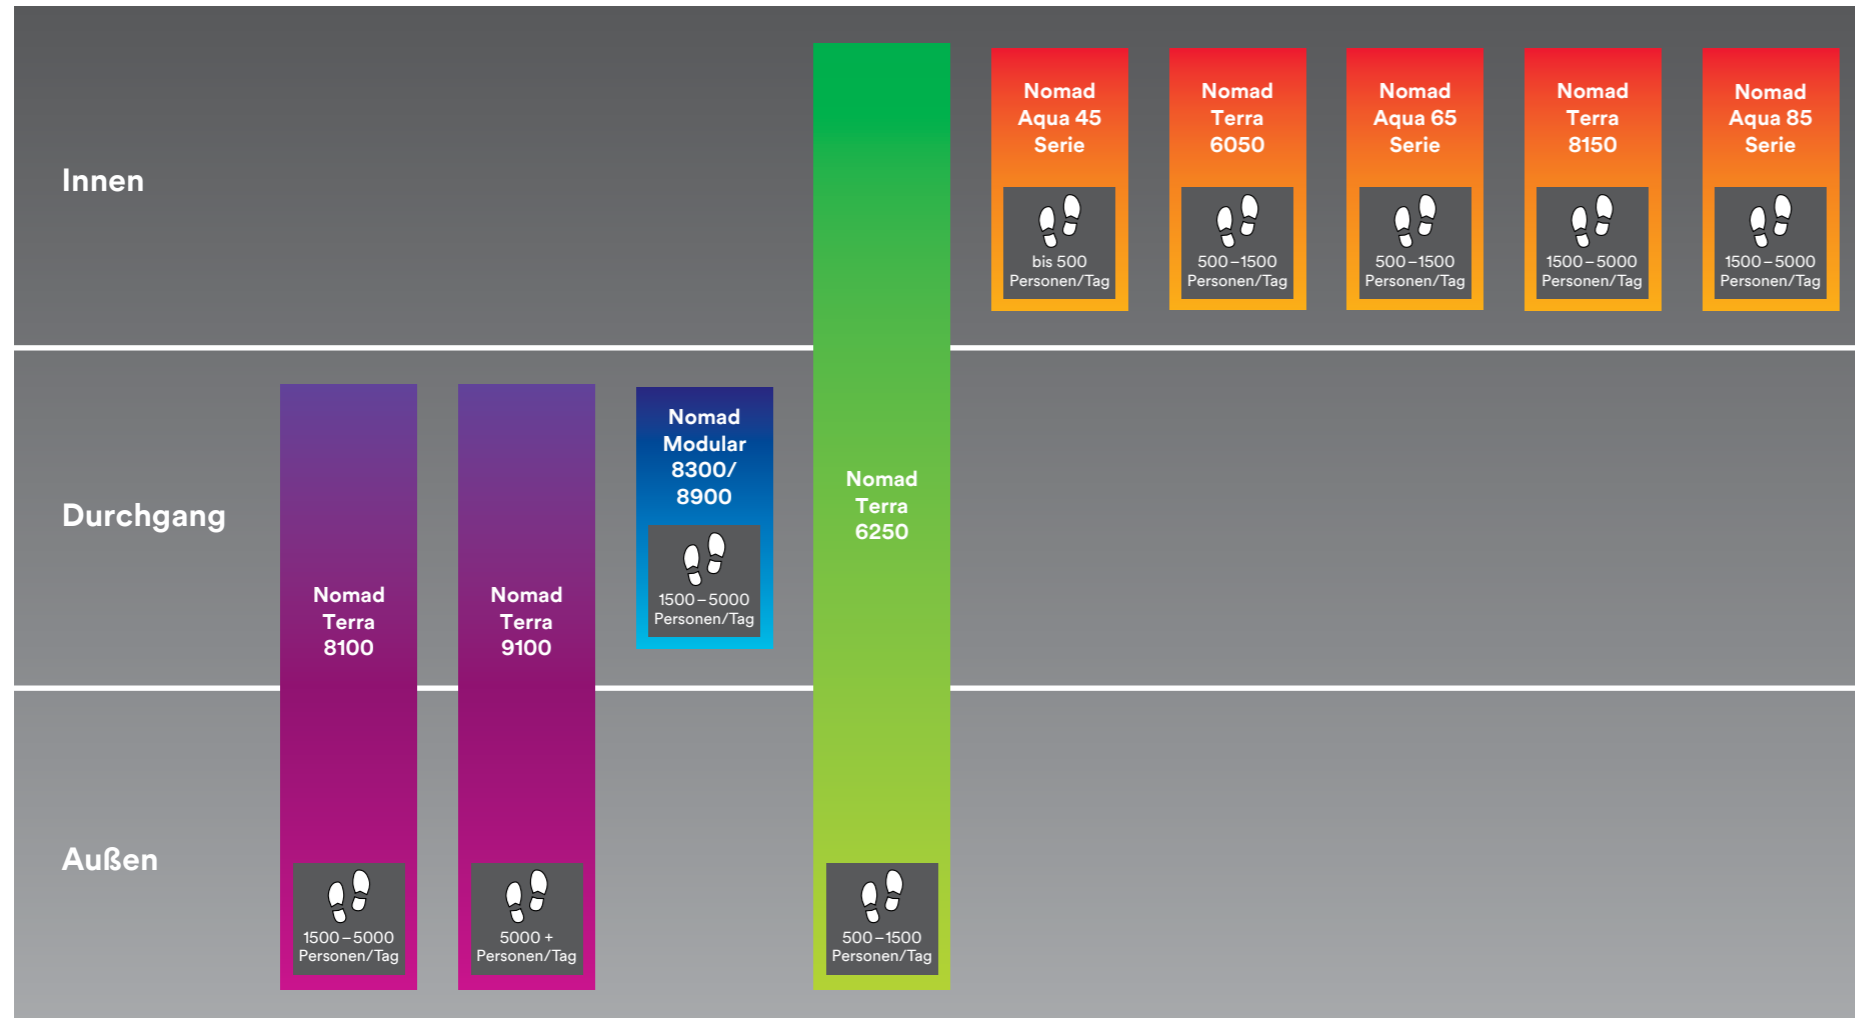 Innen
Nomad
Aqua 45
Serie
bis 500
Personen/Tag
Nomad
Terra
6050
500–1500
Personen/Tag
Nomad
Aqua 65
Serie
500–1500
Personen/Tag
Nomad
Terra
8150
1500–5000
Personen/Tag
Nomad
Aqua 85
Serie
1500–5000
Personen/Tag
Durchgang
Nomad
Terra
8100
1500–5000
Personen/Tag
Nomad
Terra
9100
5000 +
Personen/Tag
Nomad
Modular
8300/
8900
1500–5000
Personen/Tag
Nomad
Terra
6250
500–1500
Personen/Tag
Außen